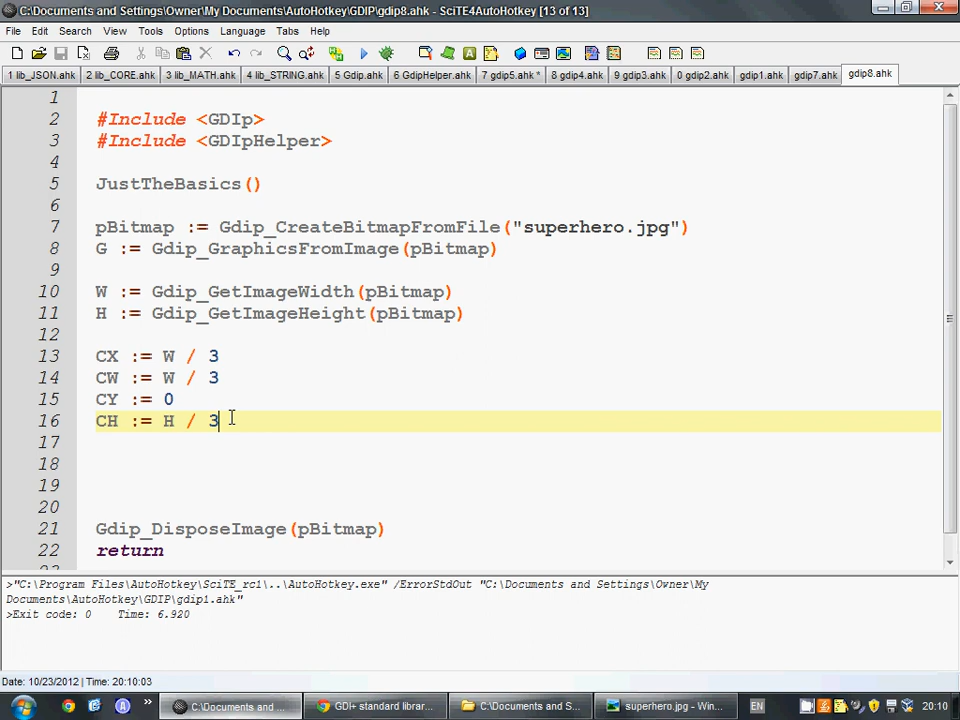 C:\Documents and Settings\Owner\My Documents\AutoHotkey\GDIP\gdip8.ahk - SciTE4AutoHotkey [13 of 13]
File Edit Search View Tools Options Language Tabs Help
1 lib_JSON.ahk 2 lib_CORE.ahk 3 lib_MATH.ahk 4 lib_STRING.ahk 5 Gdip.ahk 6 GdipHelper.ahk 7 gdip5.ahk * 8 gdip4.ahk 9 gdip3.ahk 0 gdip2.ahk gdip1.ahk gdip7.ahk gdip8.ahk
1
2 #Include <GDIp>
3 #Include <GDIpHelper>
4
5 JustTheBasics()
6
7 pBitmap := Gdip_CreateBitmapFromFile("superhero.jpg")
8 G := Gdip_GraphicsFromImage(pBitmap)
9
10 W := Gdip_GetImageWidth(pBitmap)
11 H := Gdip_GetImageHeight(pBitmap)
12
13 CX := W / 3
14 CW := W / 3
15 CY := 0
16 CH := H / 3
17
18
19
20
21 Gdip_DisposeImage(pBitmap)
22 return
>"C:\Program Files\AutoHotkey\SciTE_rc1\..\AutoHotkey.exe" /ErrorStdOut "C:\Documents and Settings\Owner\My
Documents\AutoHotkey\GDIP\gdip1.ahk"
>Exit code: 0 Time: 6.920
Date: 10/23/2012 | Time: 20:10:03
» C:\Documents and ... GDI+ standard librar... C:\Documents and S... superhero.jpg - Win... EN 20:10